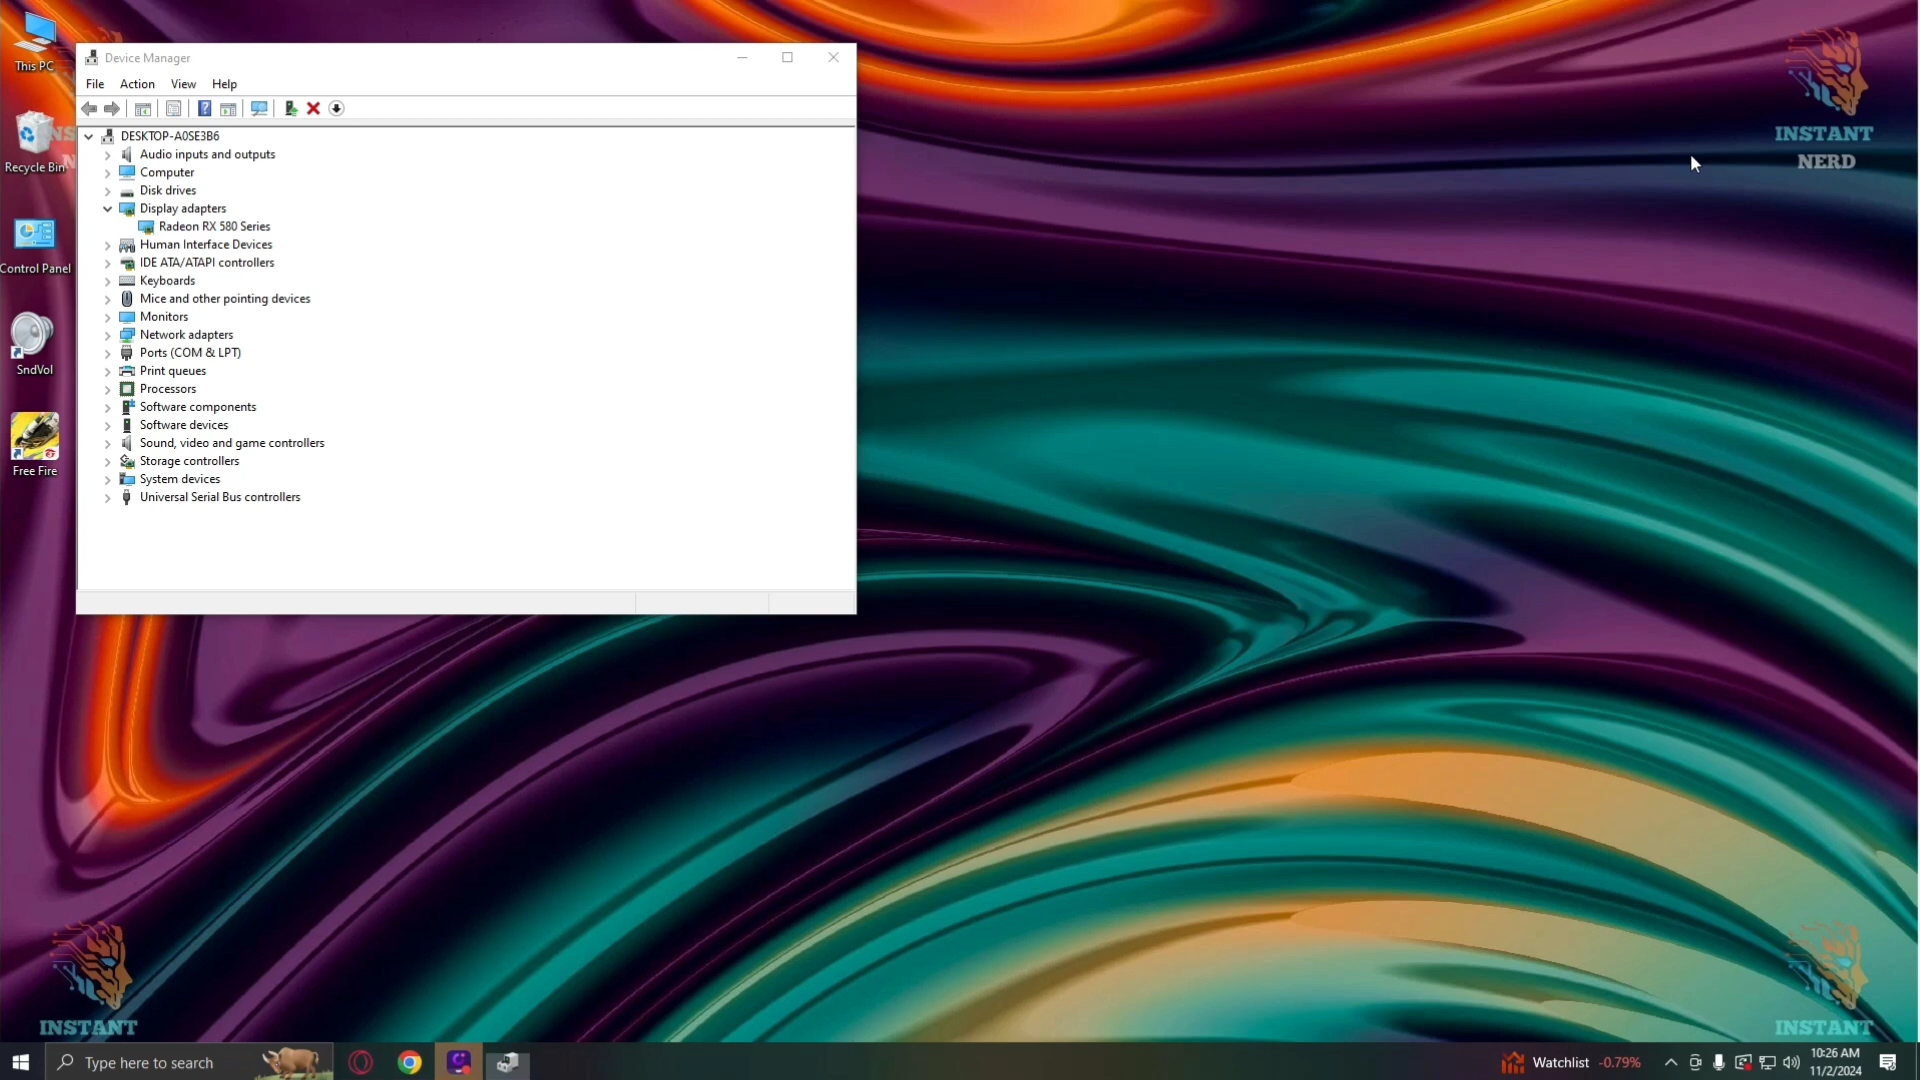 This PC
Recycle Bin
Control Panel
SndVol
Free Fire
Device Manager
File Action View Help
DESKTOP-A0SE3B6
Audio inputs and outputs
Computer
Disk drives
Display adapters
Radeon RX 580 Series
Human Interface Devices
IDE ATA/ATAPI controllers
Keyboards
Mice and other pointing devices
Monitors
Network adapters
Ports (COM & LPT)
Print queues
Processors
Software components
Software devices
Sound, video and game controllers
Storage controllers
System devices
Universal Serial Bus controllers
INSTANT
NERD
INSTANT
INSTANT
Type here to search
Watchlist -0.79%
10:26 AM
11/2/2024